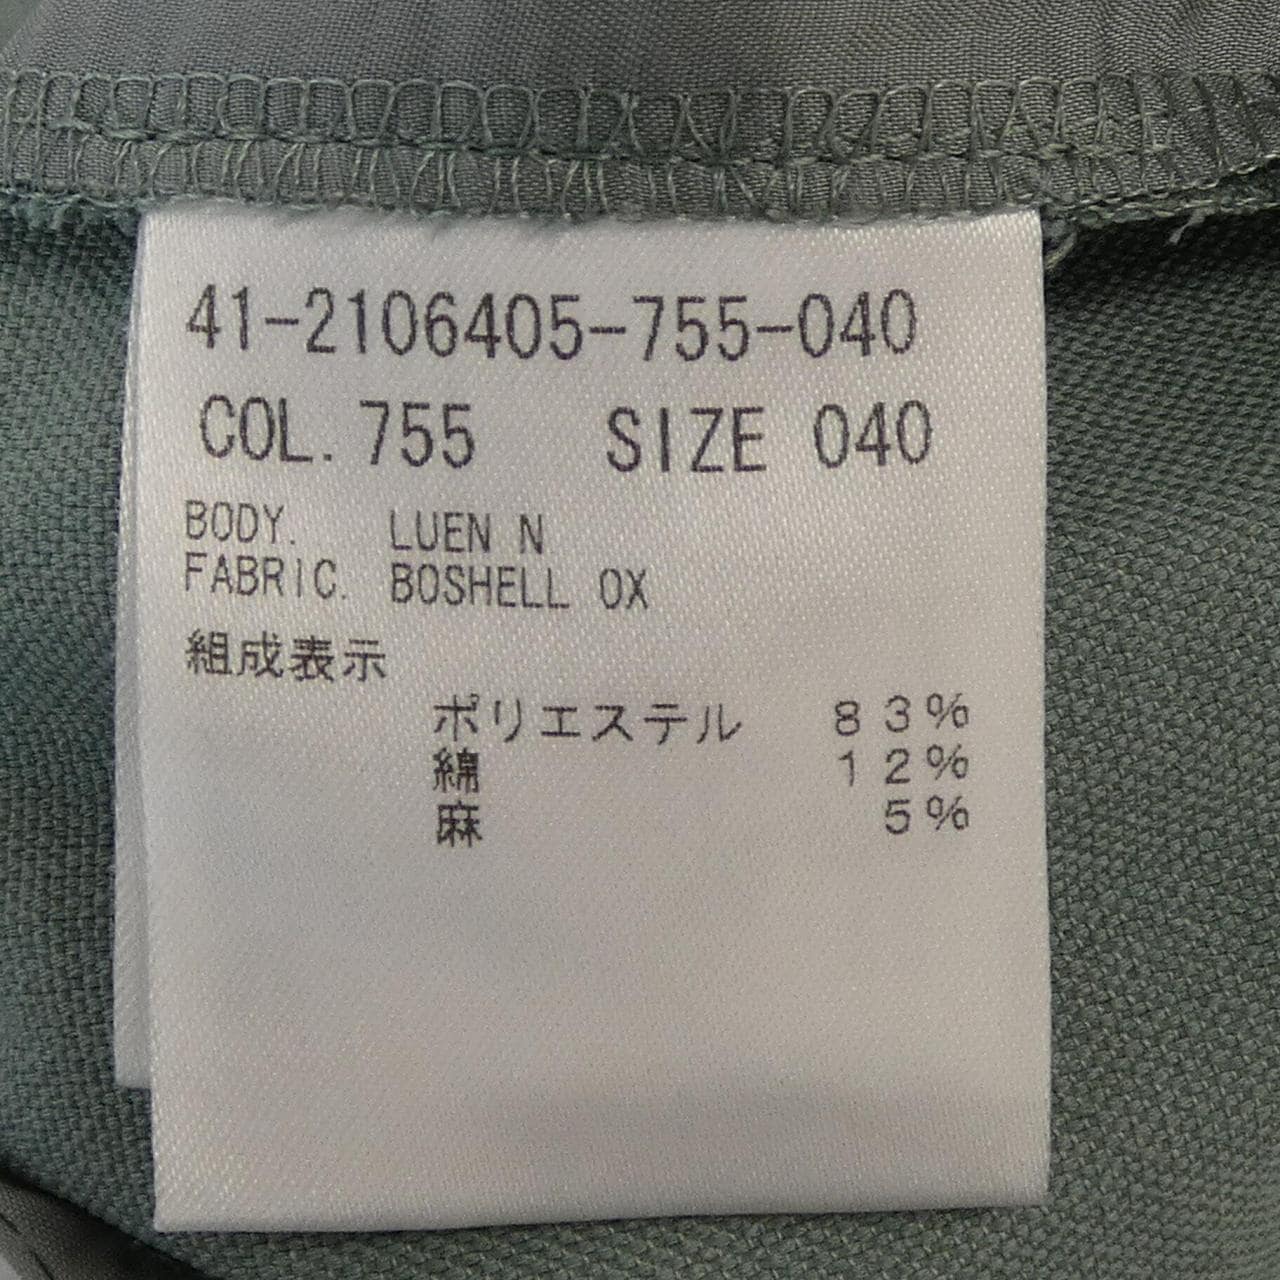 41-2106405-755-040
COL. 755 SIZE 040
BODY. LUEN N
FABRIC. BOSHELL OX
組成表示
ポリエステル 83%
綿 12%
麻 5%